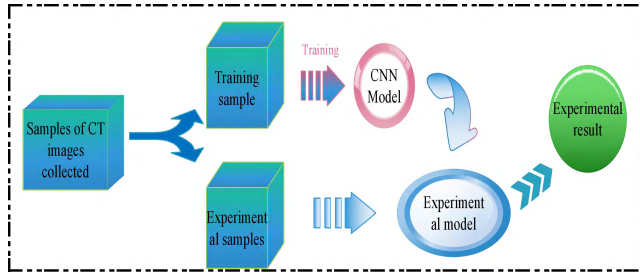 Samples of CT
images
collected
Training
sample
Training
CNN
Model
Experiment
al samples
Experiment
al model
Experimental
result